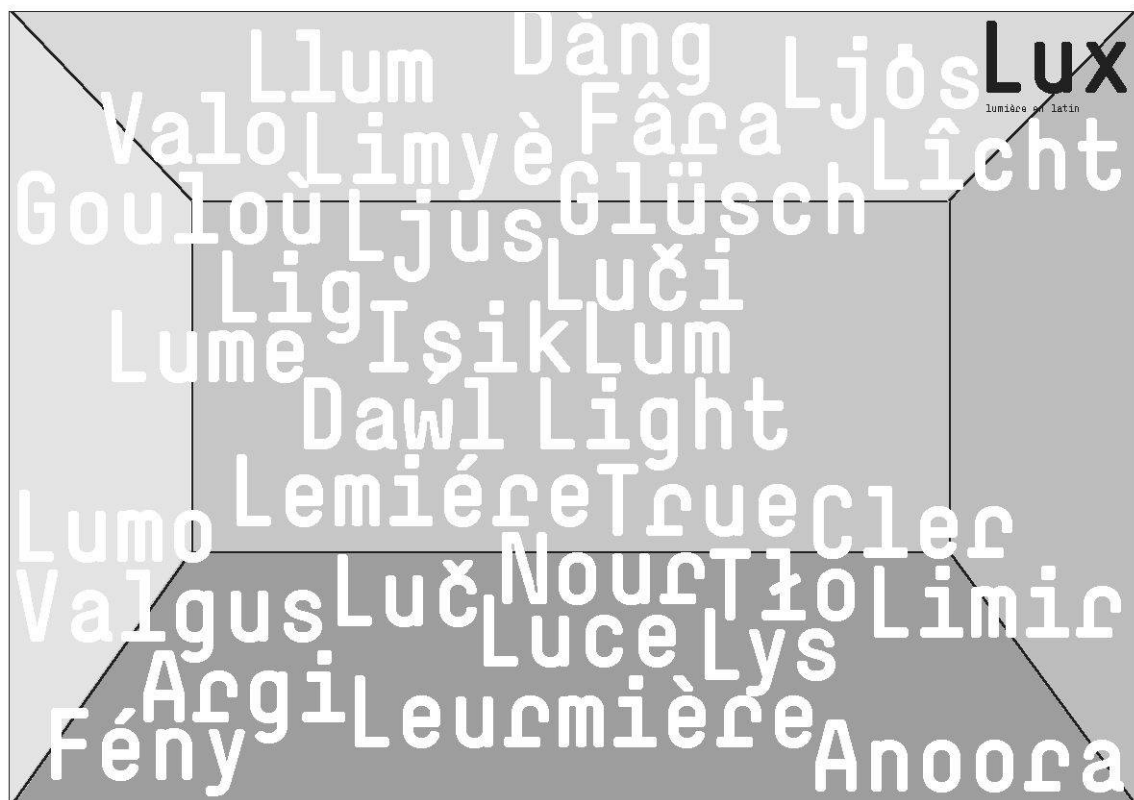 Dàng
Lux
Llum
Ljós
lumière en latin
Fâra
Valo
Limyè
Lîcht
Gouloù
Glüsch
Ljus
Luči
Lig
Işik
Lum
Lume
Dawl
Light
Lemiére
True
Cler
Lumo
Nour
Luč
Tło
Limir
Valgus
Luce
Lys
Argi
Leurmière
Fény
Anoora